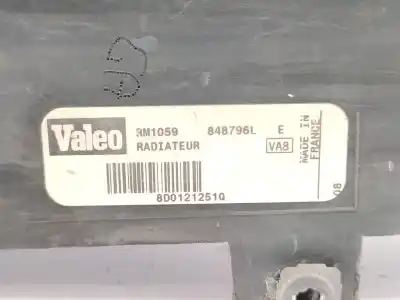 Valeo
RM1059 848796L E
RADIATEUR VA8
MADE IN
FRANCE
08
8D0121251Q